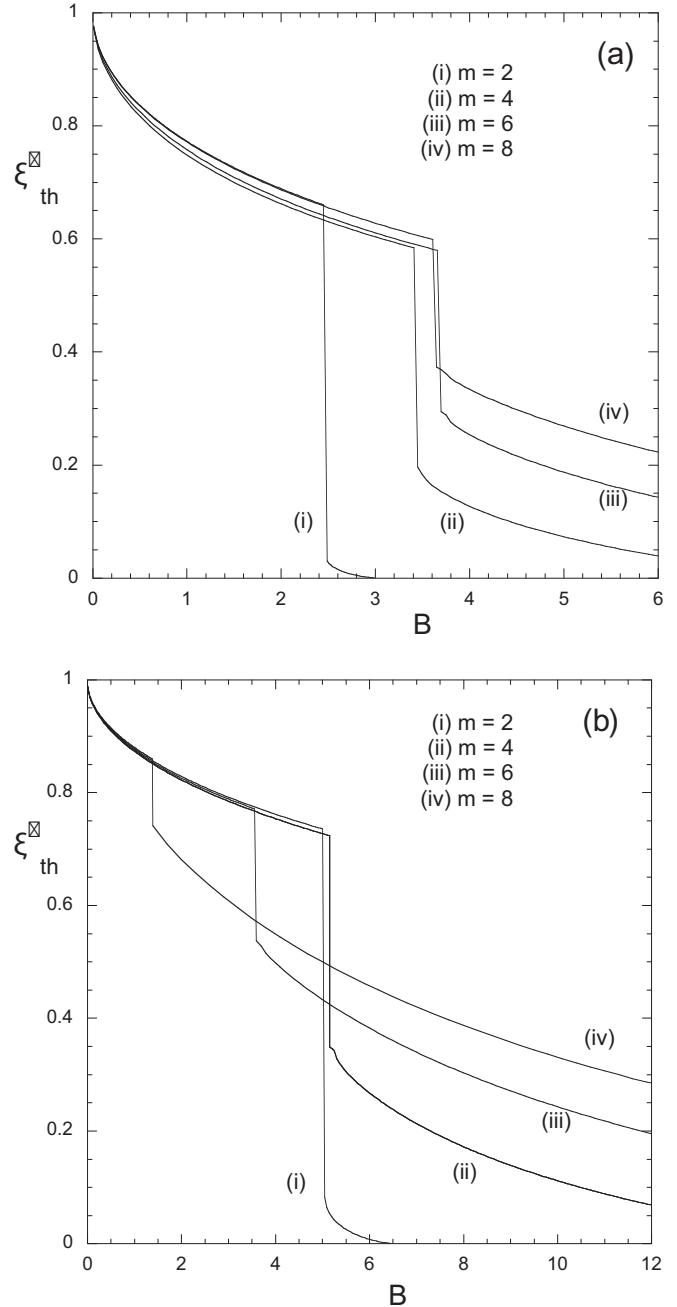 (a)
(i) m = 2
(ii) m = 4
(iii) m = 6
(iv) m = 8
1
0.8
ξ☒
th
0.6
0.4
0.2
0
(iv)
(iii)
(i)
(ii)
0 1 2 3 4 5 6
B
(b)
(i) m = 2
(ii) m = 4
(iii) m = 6
(iv) m = 8
1
0.8
ξ☒
th
0.6
0.4
0.2
0
(iv)
(iii)
(ii)
(i)
0 2 4 6 8 10 12
B